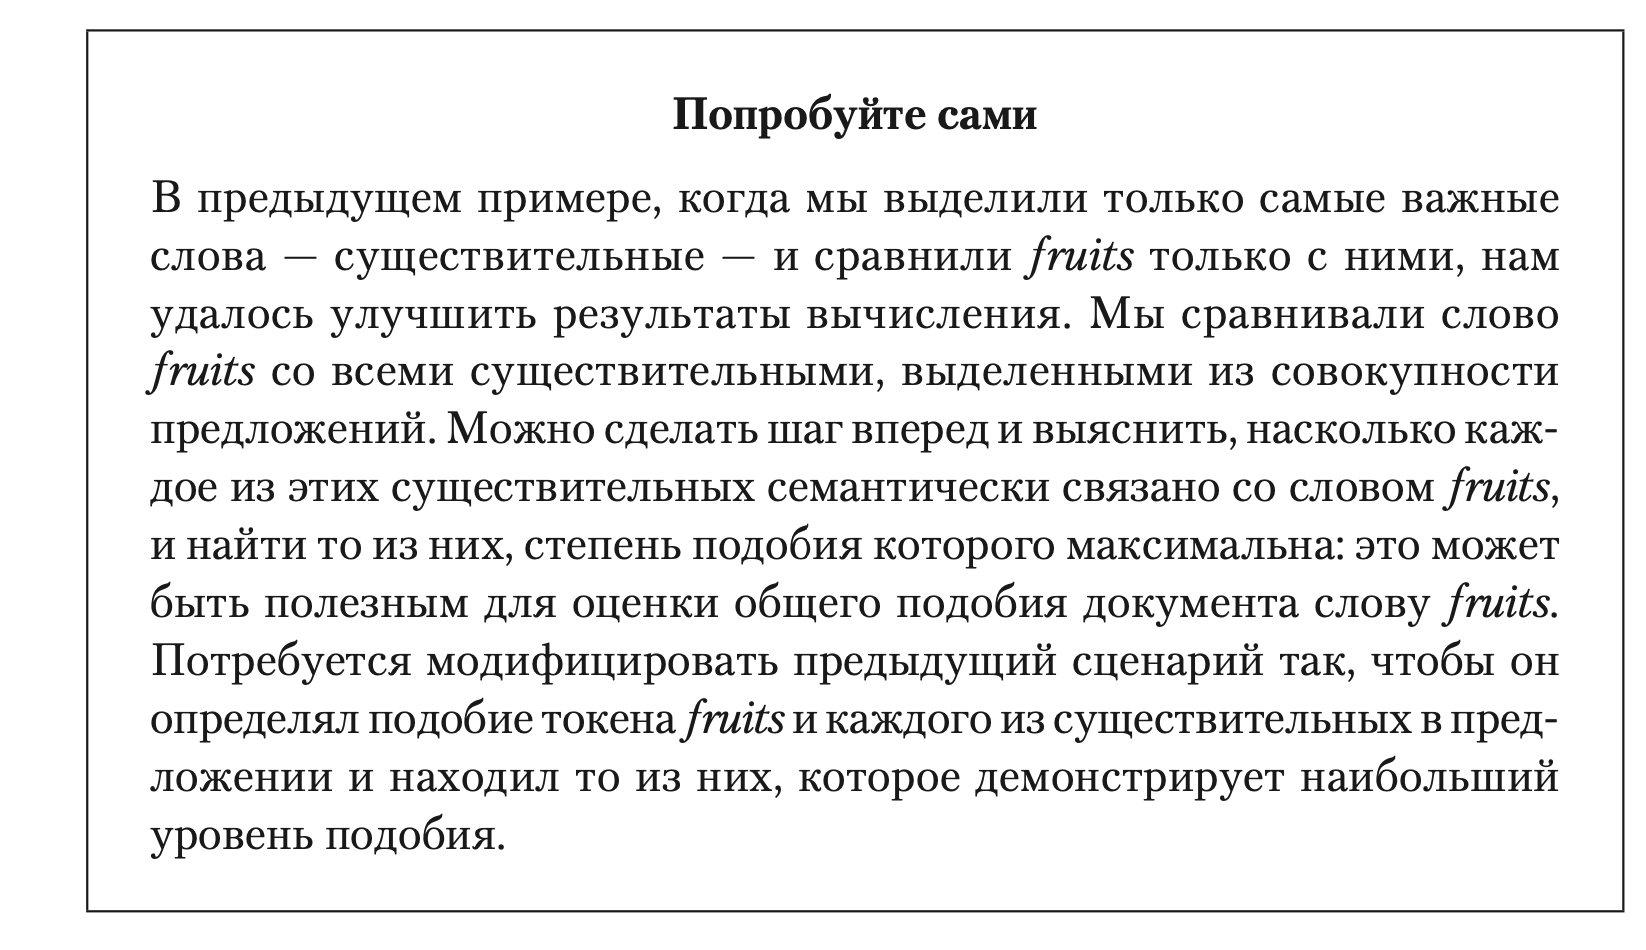 Попробуйте сами
В предыдущем примере, когда мы выделили только самые важные
слова — существительные — и сравнили fruits только с ними, нам
удалось улучшить результаты вычисления. Мы сравнивали слово
fruits со всеми существительными, выделенными из совокупности
предложений. Можно сделать шаг вперед и выяснить, насколько каж-
дое из этих существительных семантически связано со словом fruits,
и найти то из них, степень подобия которого максимальна: это может
быть полезным для оценки общего подобия документа слову fruits.
Потребуется модифицировать предыдущий сценарий так, чтобы он
определял подобие токена fruits и каждого из существительных в пред-
ложении и находил то из них, которое демонстрирует наибольший
уровень подобия.